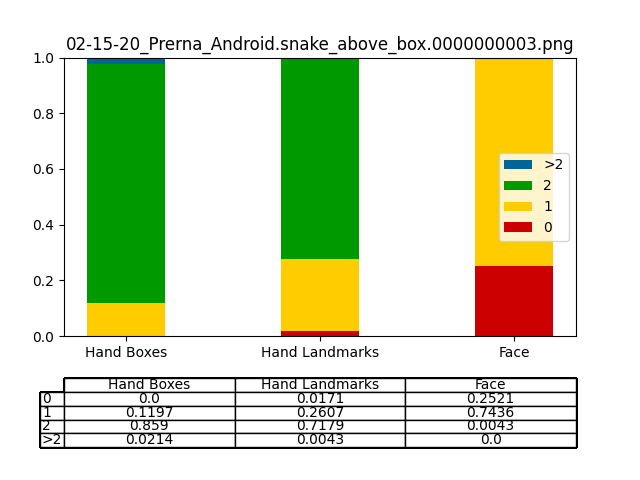 02-15-20_Prerna_Android.snake_above_box.0000000003.png
1.0
0.8
0.6
0.4
0.2
0.0
>2
2
1
0
Hand Boxes Hand Landmarks Face
Hand Boxes Hand Landmarks Face
0 0.0 0.0171 0.2521
1 0.1197 0.2607 0.7436
2 0.859 0.7179 0.0043
>2 0.0214 0.0043 0.0